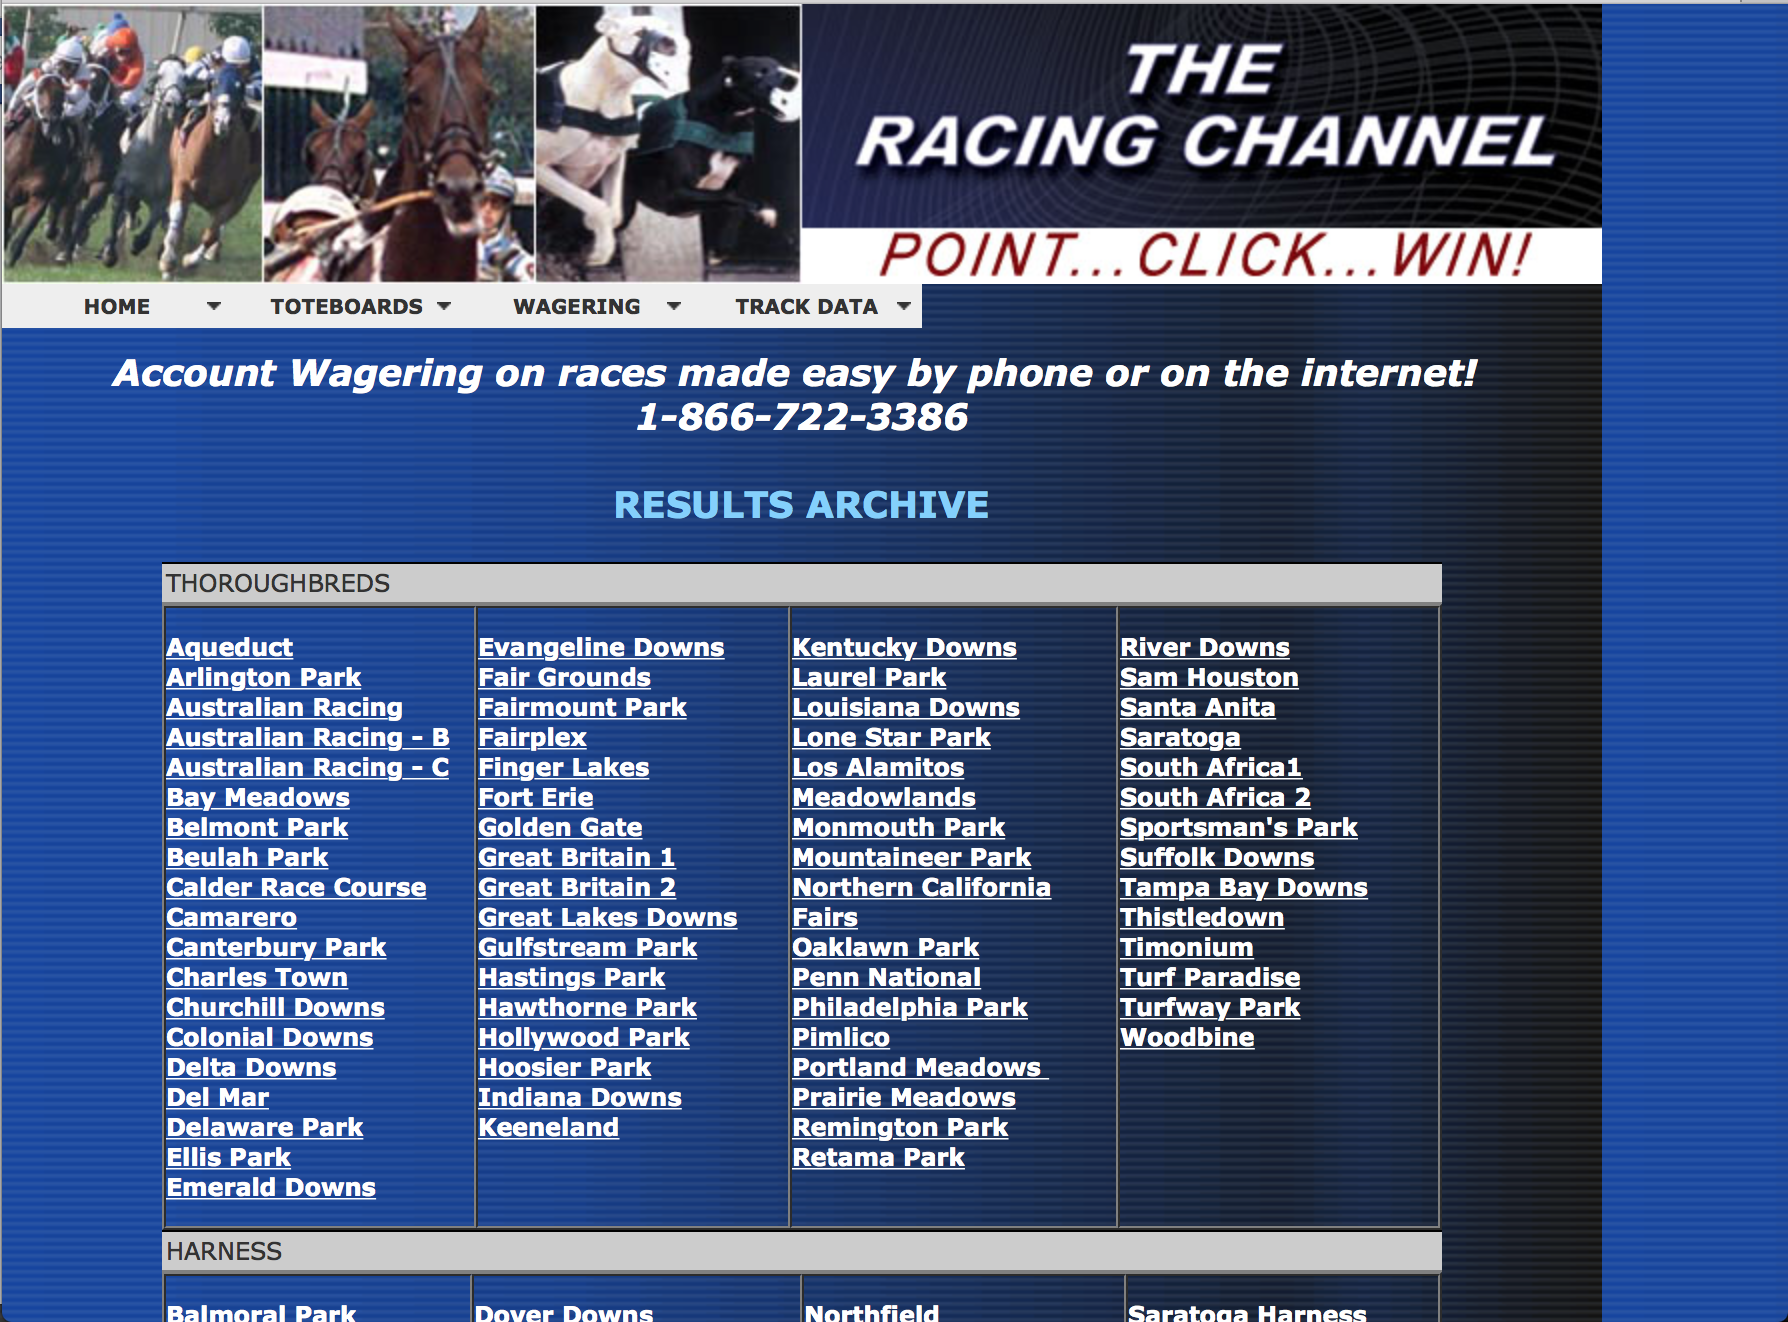 THE
RACING CHANNEL
POINT...CLICK...WIN!
HOME
TOTEBOARDS
WAGERING
TRACK DATA
Account Wagering on races made easy by phone or on the internet!
1-866-722-3386
RESULTS ARCHIVE
THOROUGHBREDS
Aqueduct
Arlington Park
Australian Racing
Australian Racing - B
Australian Racing - C
Bay Meadows
Belmont Park
Beulah Park
Calder Race Course
Camarero
Canterbury Park
Charles Town
Churchill Downs
Colonial Downs
Delta Downs
Del Mar
Delaware Park
Ellis Park
Emerald Downs
Evangeline Downs
Fair Grounds
Fairmount Park
Fairplex
Finger Lakes
Fort Erie
Golden Gate
Great Britain 1
Great Britain 2
Great Lakes Downs
Gulfstream Park
Hastings Park
Hawthorne Park
Hollywood Park
Hoosier Park
Indiana Downs
Keeneland
Kentucky Downs
Laurel Park
Louisiana Downs
Lone Star Park
Los Alamitos
Meadowlands
Monmouth Park
Mountaineer Park
Northern California
Fairs
Oaklawn Park
Penn National
Philadelphia Park
Pimlico
Portland Meadows
Prairie Meadows
Remington Park
Retama Park
River Downs
Sam Houston
Santa Anita
Saratoga
South Africa1
South Africa 2
Sportsman's Park
Suffolk Downs
Tampa Bay Downs
Thistledown
Timonium
Turf Paradise
Turfway Park
Woodbine
HARNESS
Balmoral Park
Dover Downs
Northfield
Saratoga Harness